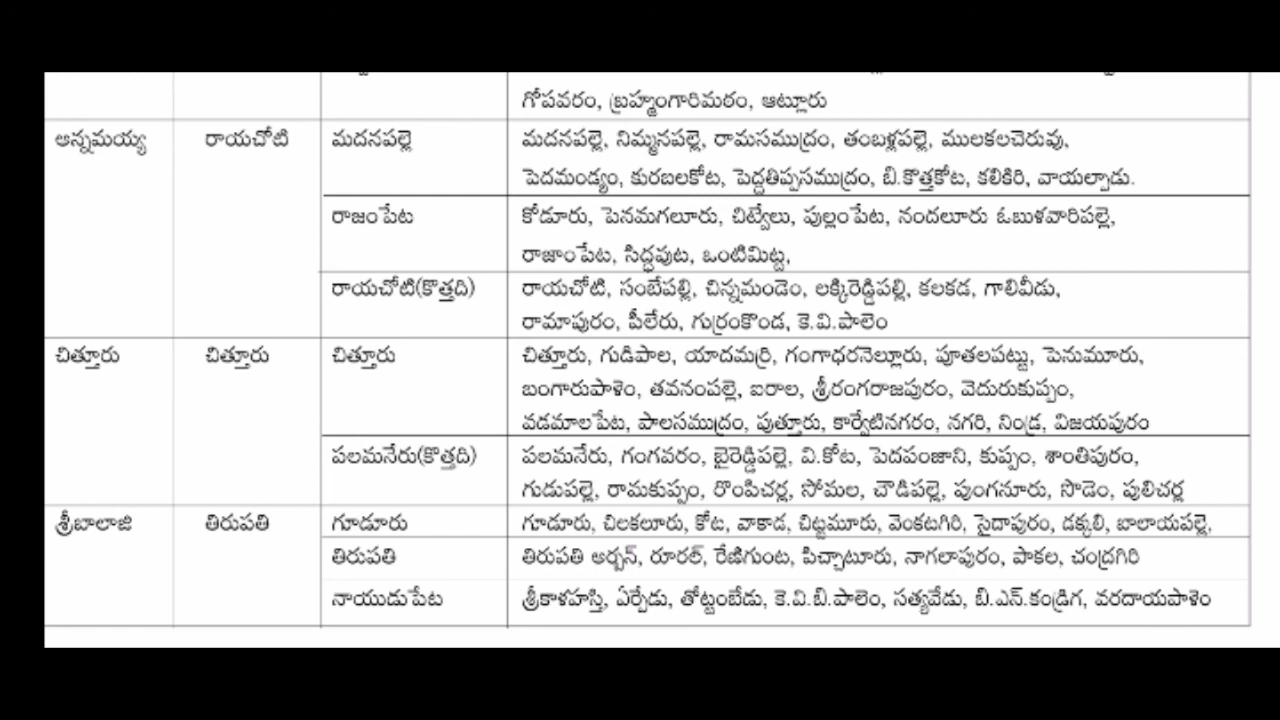 గోపవరం, బ్రహ్మంగారిమఠం, ఆట్లూరు
అన్నమయ్య రాయచోటి మదనపల్లె మదనపల్లె, నిమ్మనపల్లె, రామసముద్రం, తంబళ్లపల్లె, ములకలచెరువు,
పెదమండ్యం, కురబలకోట, పెద్దతిప్పసముద్రం, బి.కొత్తకోట, కలికిరి, వాయల్పాడు.
రాజంపేట కోడూరు, పెనమగలూరు, చిట్వేలు, పుల్లంపేట, నందలూరు ఓబుళవారిపల్లె,
రాజాంపేట, సిద్ధవుట, ఒంటిమిట్ట,
రాయచోటి(కొత్తది) రాయచోటి, సంబేపల్లి, చిన్నమండెం, లక్కిరెడ్డిపల్లి, కలకడ, గాలివీడు,
రామాపురం, పీలేరు, గుర్రంకొండ, కె.వి.పాలెం
చిత్తూరు చిత్తూరు చిత్తూరు చిత్తూరు, గుడిపాల, యాదమర్రి, గంగాధరనెల్లూరు, పూతలపట్టు, పెనుమూరు,
బంగారుపాళెం, తవనంపల్లె, ఐరాల, శ్రీరంగరాజపురం, వెదురుకుప్పం,
వడమాలపేట, పాలసముద్రం, పుత్తూరు, కార్వేటినగరం, నగరి, నిండ్ర, విజయపురం
పలమనేరు(కొత్తది) పలమనేరు, గంగవరం, బైరెడ్డిపల్లె, వి.కోట, పెదపంజాని, కుప్పం, శాంతిపురం,
గుడుపల్లె, రామకుప్పం, రొంపిచర్ల, సోమల, చౌడిపల్లె, పుంగనూరు, సొడెం, పులిచర్ల
శ్రీబాలాజి తిరుపతి గూడూరు గూడూరు, చిలకలూరు, కోట, వాకాడ, చిట్టమూరు, వెంకటగిరి, సైదాపురం, డక్కలి, బాలాయపల్లె,
తిరుపతి తిరుపతి అర్బన్, రూరల్, రేణిగుంట, పిచ్చాటూరు, నాగలాపురం, పాకల, చంద్రగిరి
నాయుడుపేట శ్రీకాళహస్తి, ఏర్పేడు, తోట్టంబేడు, కె.వి.బి.పాలెం, సత్యవేడు, బి.ఎన్.కండ్రిగ, వరదాయపాళెం